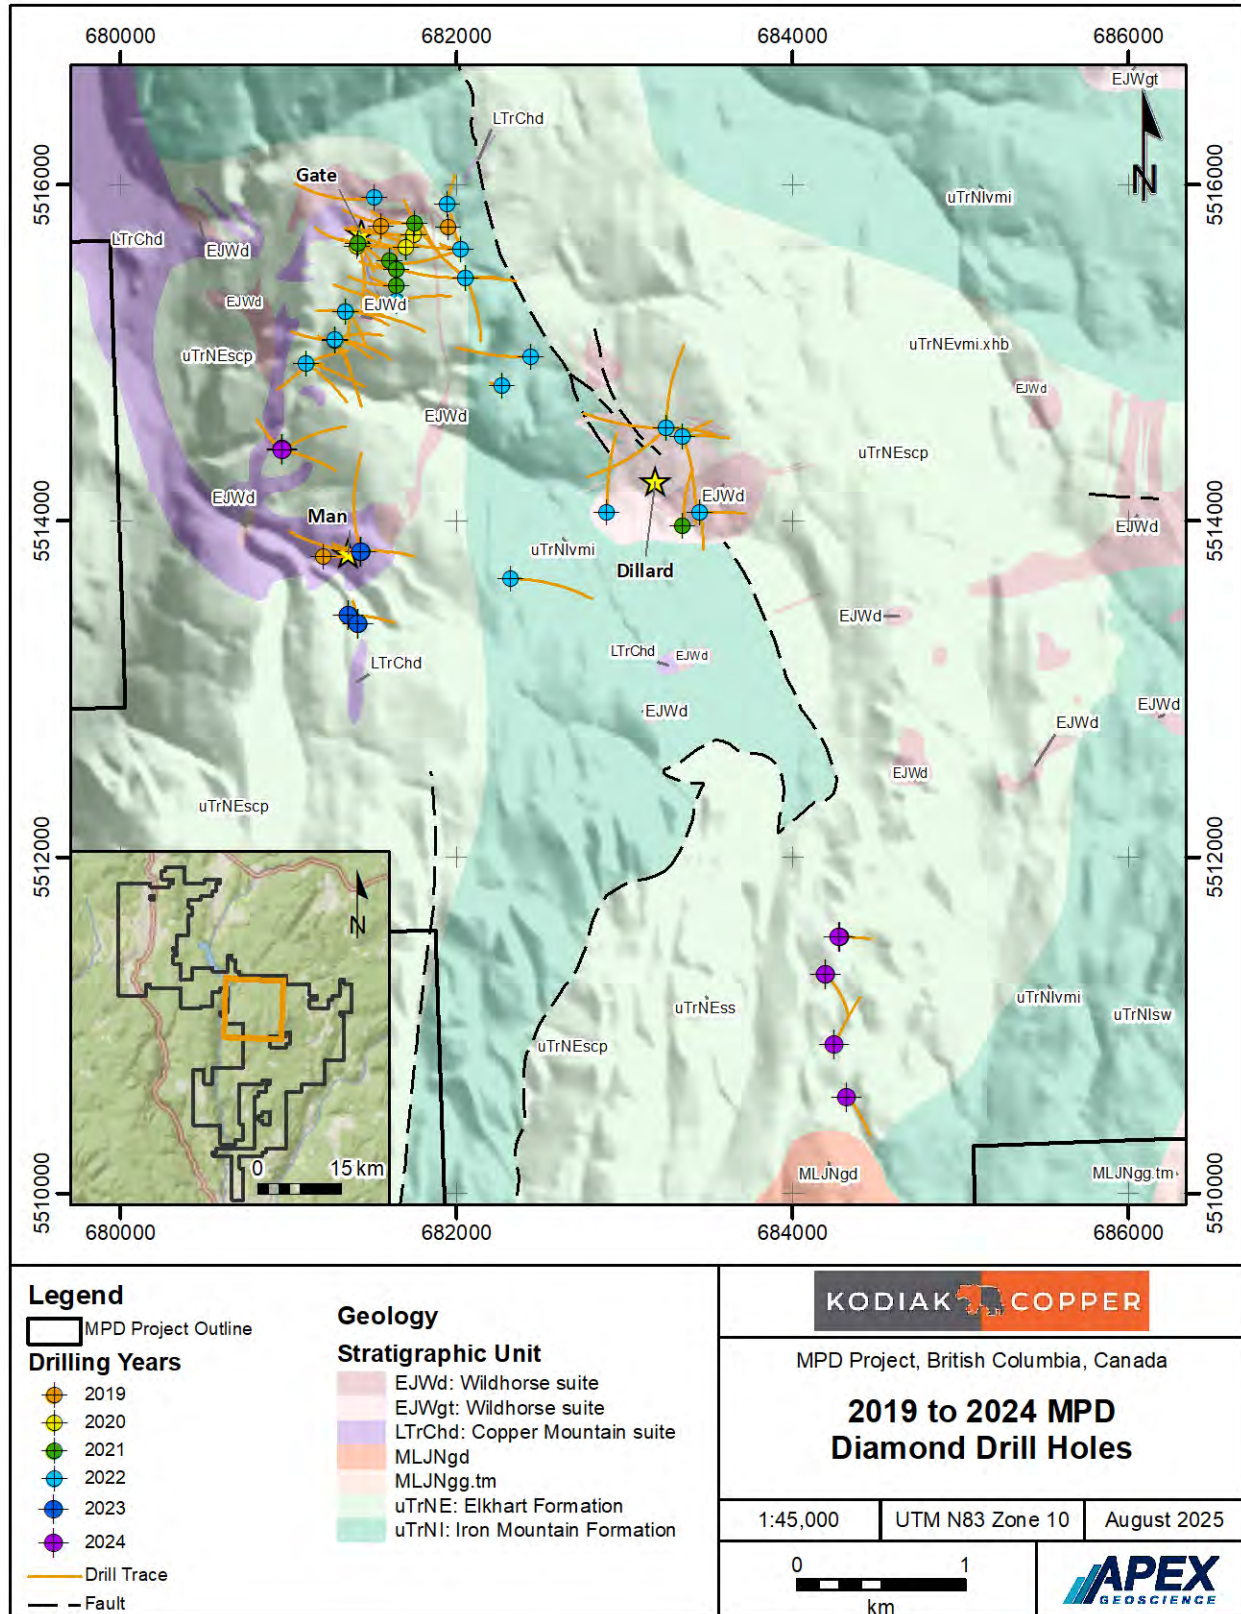 680000
682000
684000
686000
EJWgt
LTrChd
N
Gate
5516000
5516000
uTrNIvmi
LTrChd
EJWd
EJWd
EJWd
uTrNEvmi.xhb
uTrNEscp
EJWd
EJWd
uTrNEscp
EJWd
EJWd
5514000
Man
EJWd
5514000
uTrNIvmi
Dillard
EJWd
LTrChd
EJWd
LTrChd
EJWd
EJWd
EJWd
EJWd
uTrNEscp
5512000
5512000
N
0
15 km
uTrNEss
uTrNIvmi
uTrNIsw
uTrNEscp
MLJNgd
MLJNgg.tm
5510000
5510000
680000
682000
684000
686000
Legend
MPD Project Outline
Drilling Years
2019
2020
2021
2022
2023
2024
Drill Trace
Fault
Geology
Stratigraphic Unit
EJWd: Wildhorse suite
EJWgt: Wildhorse suite
LTrChd: Copper Mountain suite
MLJNgd
MLJNgg.tm
uTrNE: Elkhart Formation
uTrNI: Iron Mountain Formation
KODIAK COPPER
MPD Project, British Columbia, Canada
2019 to 2024 MPD
Diamond Drill Holes
1:45,000
UTM N83 Zone 10
August 2025
0
1
km
APEX
GEOSCIENCE